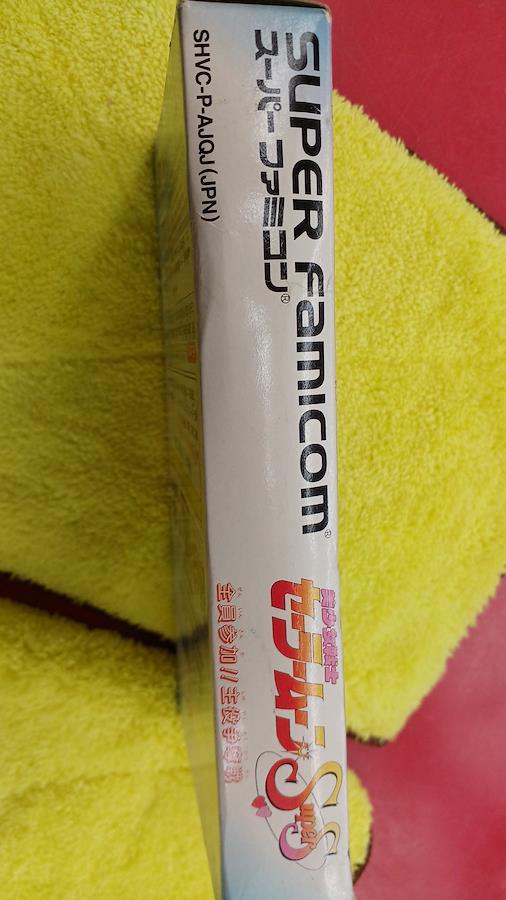 SUPER FAMICOM®
スーパーファミコン®
SHVC-P-AJQJ(JPN)
美少女戦士
セーラームーン SuperS
全員参加!!主役争奪戦